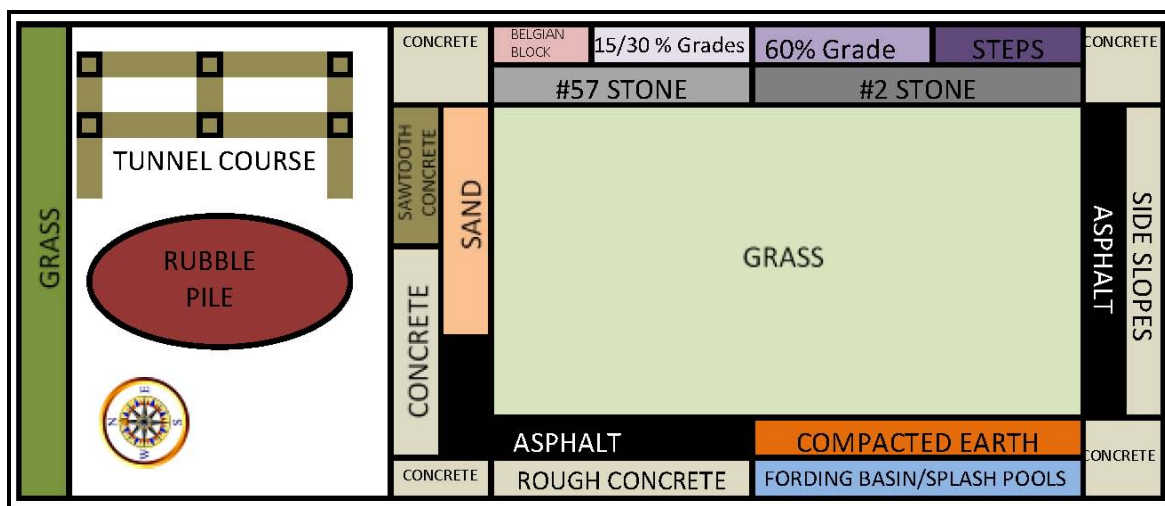 GRASS
TUNNEL COURSE
RUBBLE
PILE
E
N
S
W
CONCRETE
BELGIAN
BLOCK
15/30 % Grades
60% Grade
STEPS
CONCRETE
#57 STONE
#2 STONE
SAWTOOTH
CONCRETE
SAND
CONCRETE
GRASS
ASPHALT
SIDE SLOPES
ASPHALT
COMPACTED EARTH
CONCRETE
CONCRETE
ROUGH CONCRETE
FORDING BASIN/SPLASH POOLS